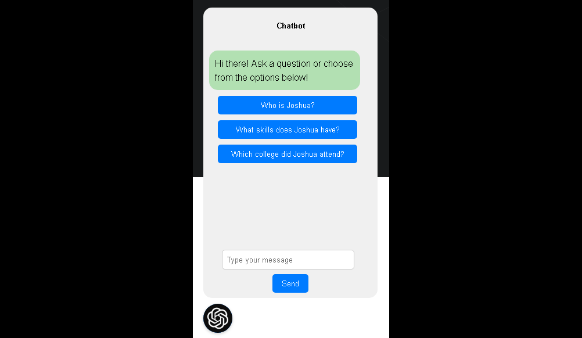 Chatbot
Hi there! Ask a question or choose
from the options below!
Who is Joshua?
What skills does Joshua have?
Which college did Joshua attend?
Type your message
Send